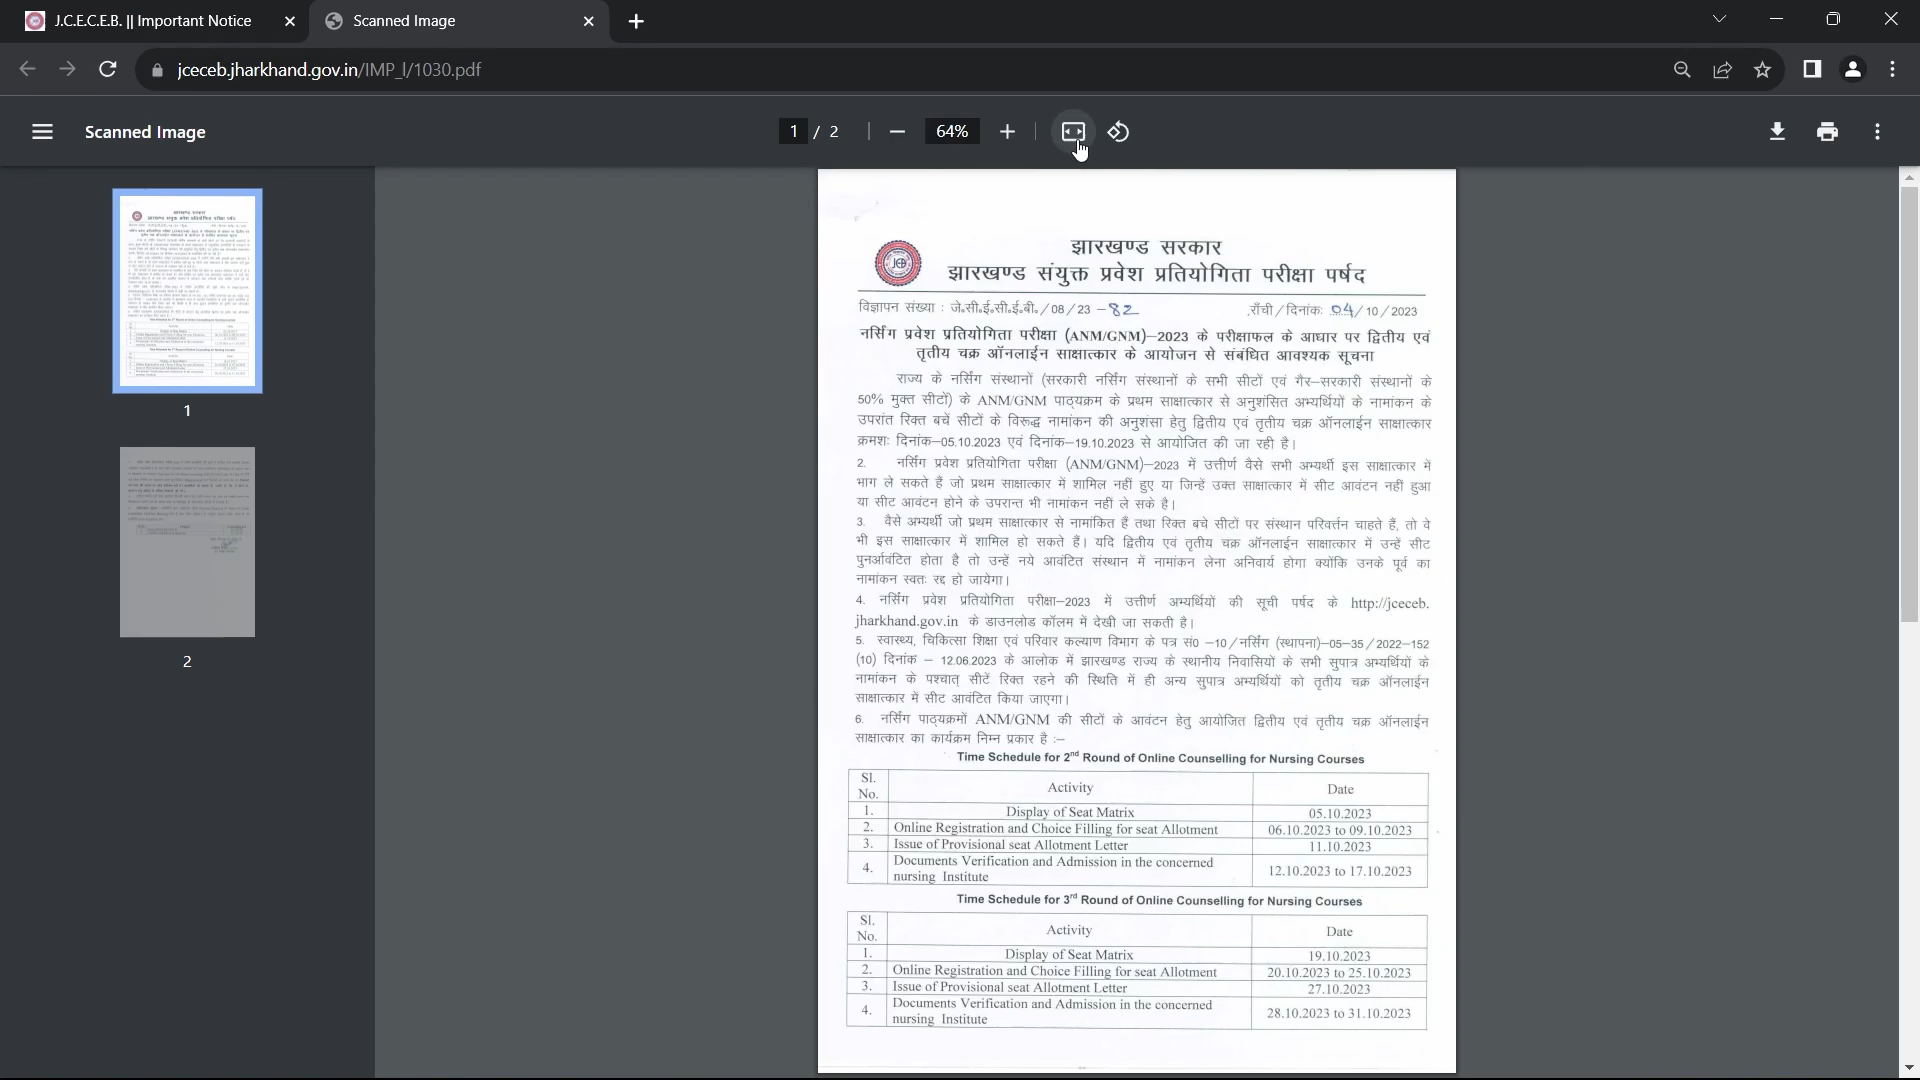 J.C.E.C.E.B. || Important Notice
Scanned Image
jceceb.jharkhand.gov.in/IMP_I/1030.pdf
Scanned Image
1 / 2
64%
1
2
झारखण्ड सरकार
झारखण्ड संयुक्त प्रवेश प्रतियोगिता परीक्षा पर्षद
विज्ञापन संख्या : जे.सी.ई.सी.ई.बी./08/23 -82
राँची/दिनांक: 04/10/2023
नर्सिंग प्रवेश प्रतियोगिता परीक्षा (ANM/GNM)–2023 के परीक्षाफल के आधार पर द्वितीय एवं
तृतीय चक्र ऑनलाईन साक्षात्कार के आयोजन से संबंधित आवश्यक सूचना
राज्य के नर्सिंग संस्थानों (सरकारी नर्सिंग संस्थानों के सभी सीटों एवं गैर–सरकारी संस्थानों के
50% मुक्त सीटों) के ANM/GNM पाठ्यक्रम के प्रथम साक्षात्कार से अनुशंसित अभ्यर्थियों के नामांकन के
उपरांत रिक्त बचें सीटों के विरूद्ध नामांकन की अनुशंसा हेतु द्वितीय एवं तृतीय चक्र ऑनलाईन साक्षात्कार
क्रमशः दिनांक–05.10.2023 एवं दिनांक–19.10.2023 से आयोजित की जा रही है।
2. नर्सिंग प्रवेश प्रतियोगिता परीक्षा (ANM/GNM)–2023 में उत्तीर्ण वैसे सभी अभ्यर्थी इस साक्षात्कार में
भाग ले सकते हैं जो प्रथम साक्षात्कार में शामिल नहीं हुए या जिन्हें उक्त साक्षात्कार में सीट आवंटन नहीं हुआ
या सीट आवंटन होने के उपरान्त भी नामांकन नहीं ले सके है।
3. वैसे अभ्यर्थी जो प्रथम साक्षात्कार से नामांकित हैं तथा रिक्त बचे सीटों पर संस्थान परिवर्त्तन चाहते हैं, तो वे
भी इस साक्षात्कार में शामिल हो सकते हैं। यदि द्वितीय एवं तृतीय चक्र ऑनलाईन साक्षात्कार में उन्हें सीट
पुनर्आवंटित होता है तो उन्हें नये आवंटित संस्थान में नामांकन लेना अनिवार्य होगा क्योंकि उनके पूर्व का
नामांकन स्वतः रद्द हो जायेगा।
4. नर्सिंग प्रवेश प्रतियोगिता परीक्षा–2023 में उत्तीर्ण अभ्यर्थियों की सूची पर्षद के http://jceceb.
jharkhand.gov.in के डाउनलोड कॉलम में देखी जा सकती है।
5. स्वास्थ्य, चिकित्सा शिक्षा एवं परिवार कल्याण विभाग के पत्र सं० –10/नर्सिंग (स्थापना)–05–35/2022–152
(10) दिनांक – 12.06.2023 के आलोक में झारखण्ड राज्य के स्थानीय निवासियों के सभी सुपात्र अभ्यर्थियों के
नामांकन के पश्चात् सीटें रिक्त रहने की स्थिति में ही अन्य सुपात्र अभ्यर्थियों को तृतीय चक्र ऑनलाईन
साक्षात्कार में सीट आवंटित किया जाएगा।
6. नर्सिंग पाठ्यक्रमों ANM/GNM की सीटों के आवंटन हेतु आयोजित द्वितीय एवं तृतीय चक्र ऑनलाईन
साक्षात्कार का कार्यक्रम निम्न प्रकार है :–
Time Schedule for 2nd Round of Online Counselling for Nursing Courses
Sl. No. Activity Date
1. Display of Seat Matrix 05.10.2023
2. Online Registration and Choice Filling for seat Allotment 06.10.2023 to 09.10.2023
3. Issue of Provisional seat Allotment Letter 11.10.2023
4. Documents Verification and Admission in the concerned
nursing Institute 12.10.2023 to 17.10.2023
Time Schedule for 3rd Round of Online Counselling for Nursing Courses
Sl. No. Activity Date
1. Display of Seat Matrix 19.10.2023
2. Online Registration and Choice Filling for seat Allotment 20.10.2023 to 25.10.2023
3. Issue of Provisional seat Allotment Letter 27.10.2023
4. Documents Verification and Admission in the concerned
nursing Institute 28.10.2023 to 31.10.2023